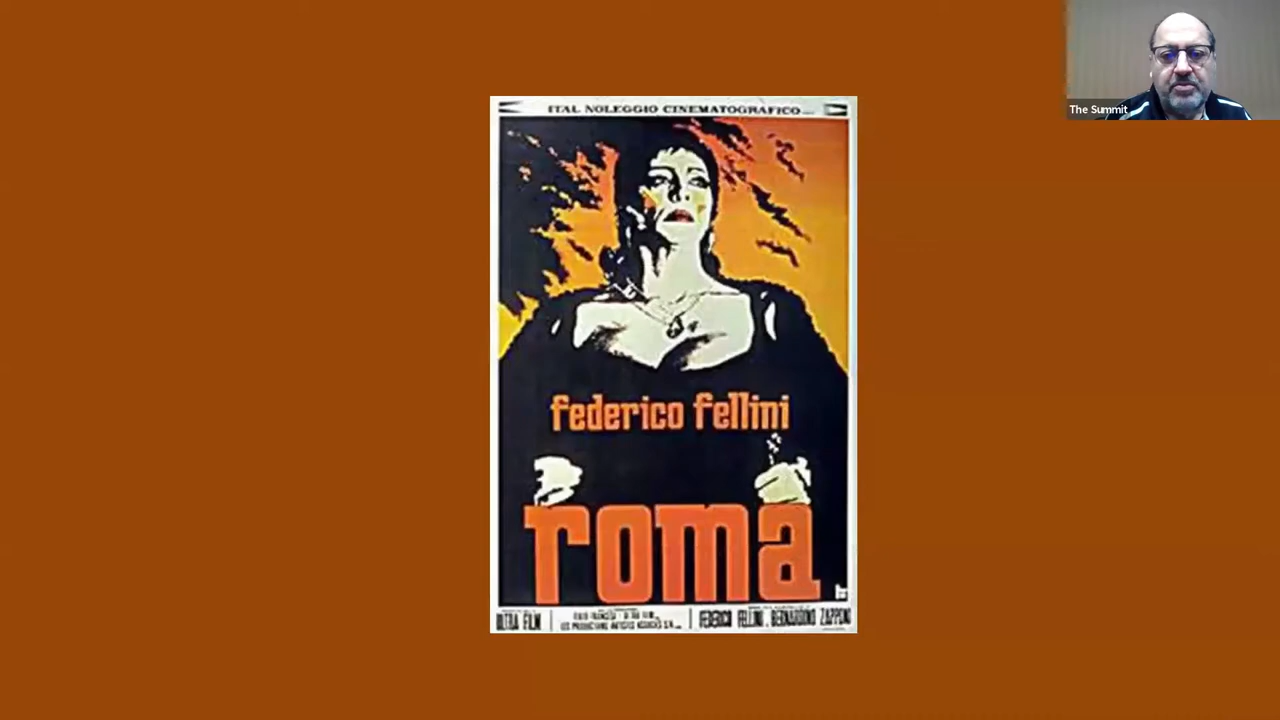 The Summit
ITAL NOLEGGIO CINEMATOGRAFICO
federico fellini
roma
ULTRA FILM
FEDERICO FELLINI . BERNARDINO ZAPPONI